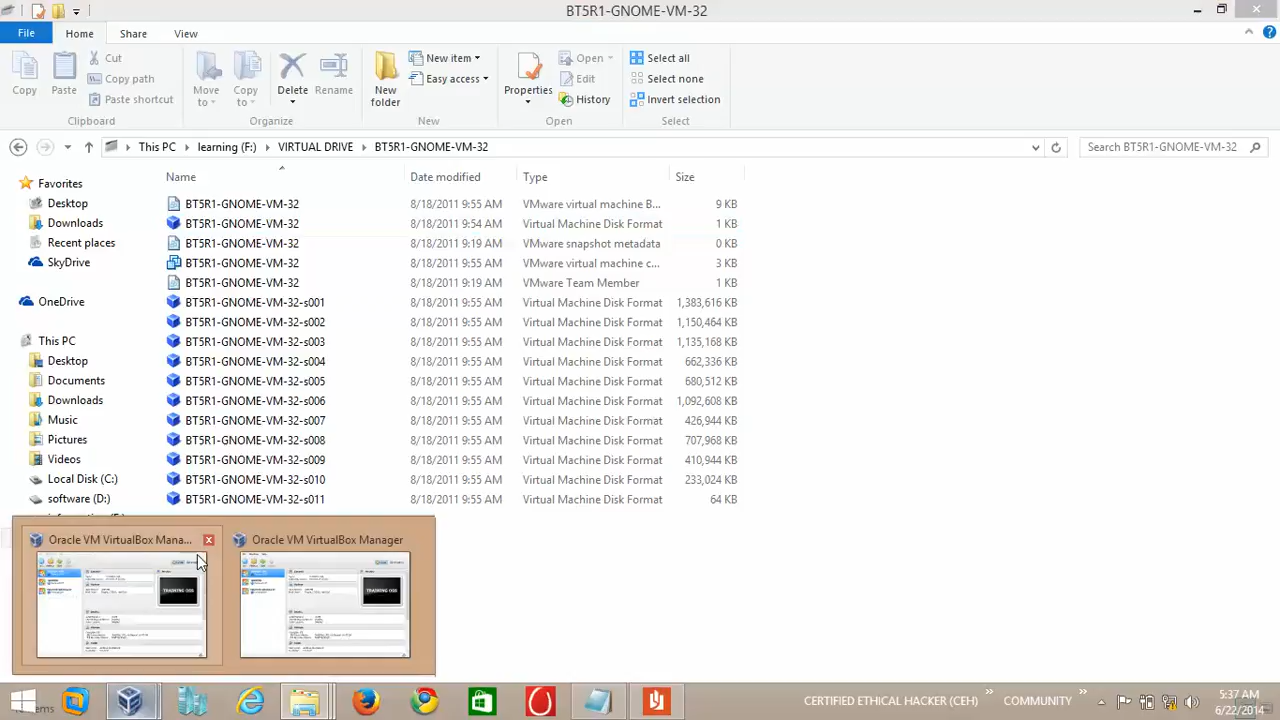 BT5R1-GNOME-VM-32
File Home Share View
Copy
Paste
Cut
Copy path
Paste shortcut
Clipboard
Move to
Copy to
Delete
Rename
Organize
New folder
New item
Easy access
New
Properties
Open
Edit
History
Open
Select all
Select none
Invert selection
Select
This PC learning (F:) VIRTUAL DRIVE BT5R1-GNOME-VM-32
Search BT5R1-GNOME-VM-32
Favorites
Desktop
Downloads
Recent places
SkyDrive
OneDrive
This PC
Desktop
Documents
Downloads
Music
Pictures
Videos
Local Disk (C:)
software (D:)
Name Date modified Type Size
BT5R1-GNOME-VM-32 8/18/2011 9:55 AM VMware virtual machine B... 9 KB
BT5R1-GNOME-VM-32 8/18/2011 9:54 AM Virtual Machine Disk Format 1 KB
BT5R1-GNOME-VM-32 8/18/2011 9:19 AM VMware snapshot metadata 0 KB
BT5R1-GNOME-VM-32 8/18/2011 9:55 AM VMware virtual machine c... 3 KB
BT5R1-GNOME-VM-32 8/18/2011 9:19 AM VMware Team Member 1 KB
BT5R1-GNOME-VM-32-s001 8/18/2011 9:55 AM Virtual Machine Disk Format 1,383,616 KB
BT5R1-GNOME-VM-32-s002 8/18/2011 9:55 AM Virtual Machine Disk Format 1,150,464 KB
BT5R1-GNOME-VM-32-s003 8/18/2011 9:55 AM Virtual Machine Disk Format 1,135,168 KB
BT5R1-GNOME-VM-32-s004 8/18/2011 9:55 AM Virtual Machine Disk Format 662,336 KB
BT5R1-GNOME-VM-32-s005 8/18/2011 9:55 AM Virtual Machine Disk Format 680,512 KB
BT5R1-GNOME-VM-32-s006 8/18/2011 9:55 AM Virtual Machine Disk Format 1,092,608 KB
BT5R1-GNOME-VM-32-s007 8/18/2011 9:55 AM Virtual Machine Disk Format 426,944 KB
BT5R1-GNOME-VM-32-s008 8/18/2011 9:55 AM Virtual Machine Disk Format 707,968 KB
BT5R1-GNOME-VM-32-s009 8/18/2011 9:55 AM Virtual Machine Disk Format 410,944 KB
BT5R1-GNOME-VM-32-s010 8/18/2011 9:55 AM Virtual Machine Disk Format 233,024 KB
BT5R1-GNOME-VM-32-s011 8/18/2011 9:55 AM Virtual Machine Disk Format 64 KB
Oracle VM VirtualBox Mana... Oracle VM VirtualBox Manager
CERTIFIED ETHICAL HACKER (CEH) » COMMUNITY »
5:37 AM
6/22/2014